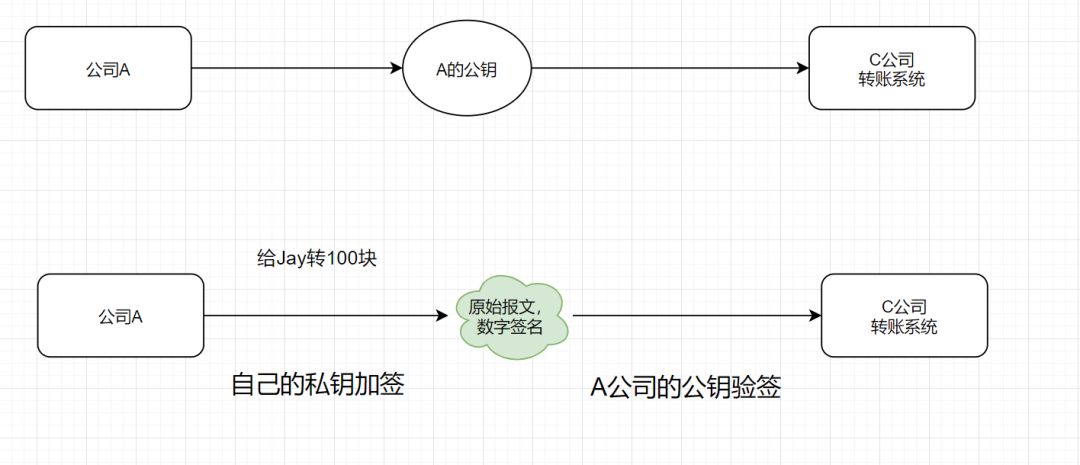 公司A
A的公钥
C公司
转账系统
给Jay转100块
公司A
原始报文，
数字签名
C公司
转账系统
自己的私钥加签
A公司的公钥验签